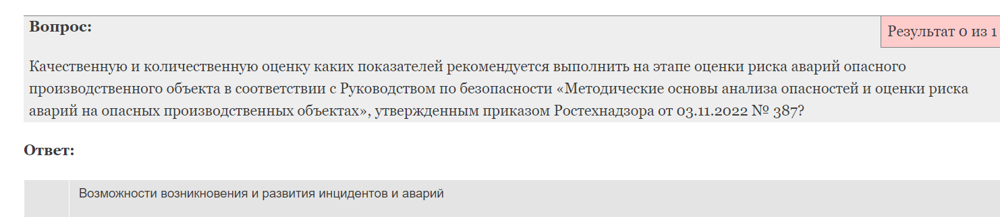 Вопрос:
Результат 0 из 1
Качественную и количественную оценку каких показателей рекомендуется выполнить на этапе оценки риска аварий опасного
производственного объекта в соответствии с Руководством по безопасности «Методические основы анализа опасностей и оценки риска
аварий на опасных производственных объектах», утвержденным приказом Ростехнадзора от 03.11.2022 № 387?
Ответ:
Возможности возникновения и развития инцидентов и аварий